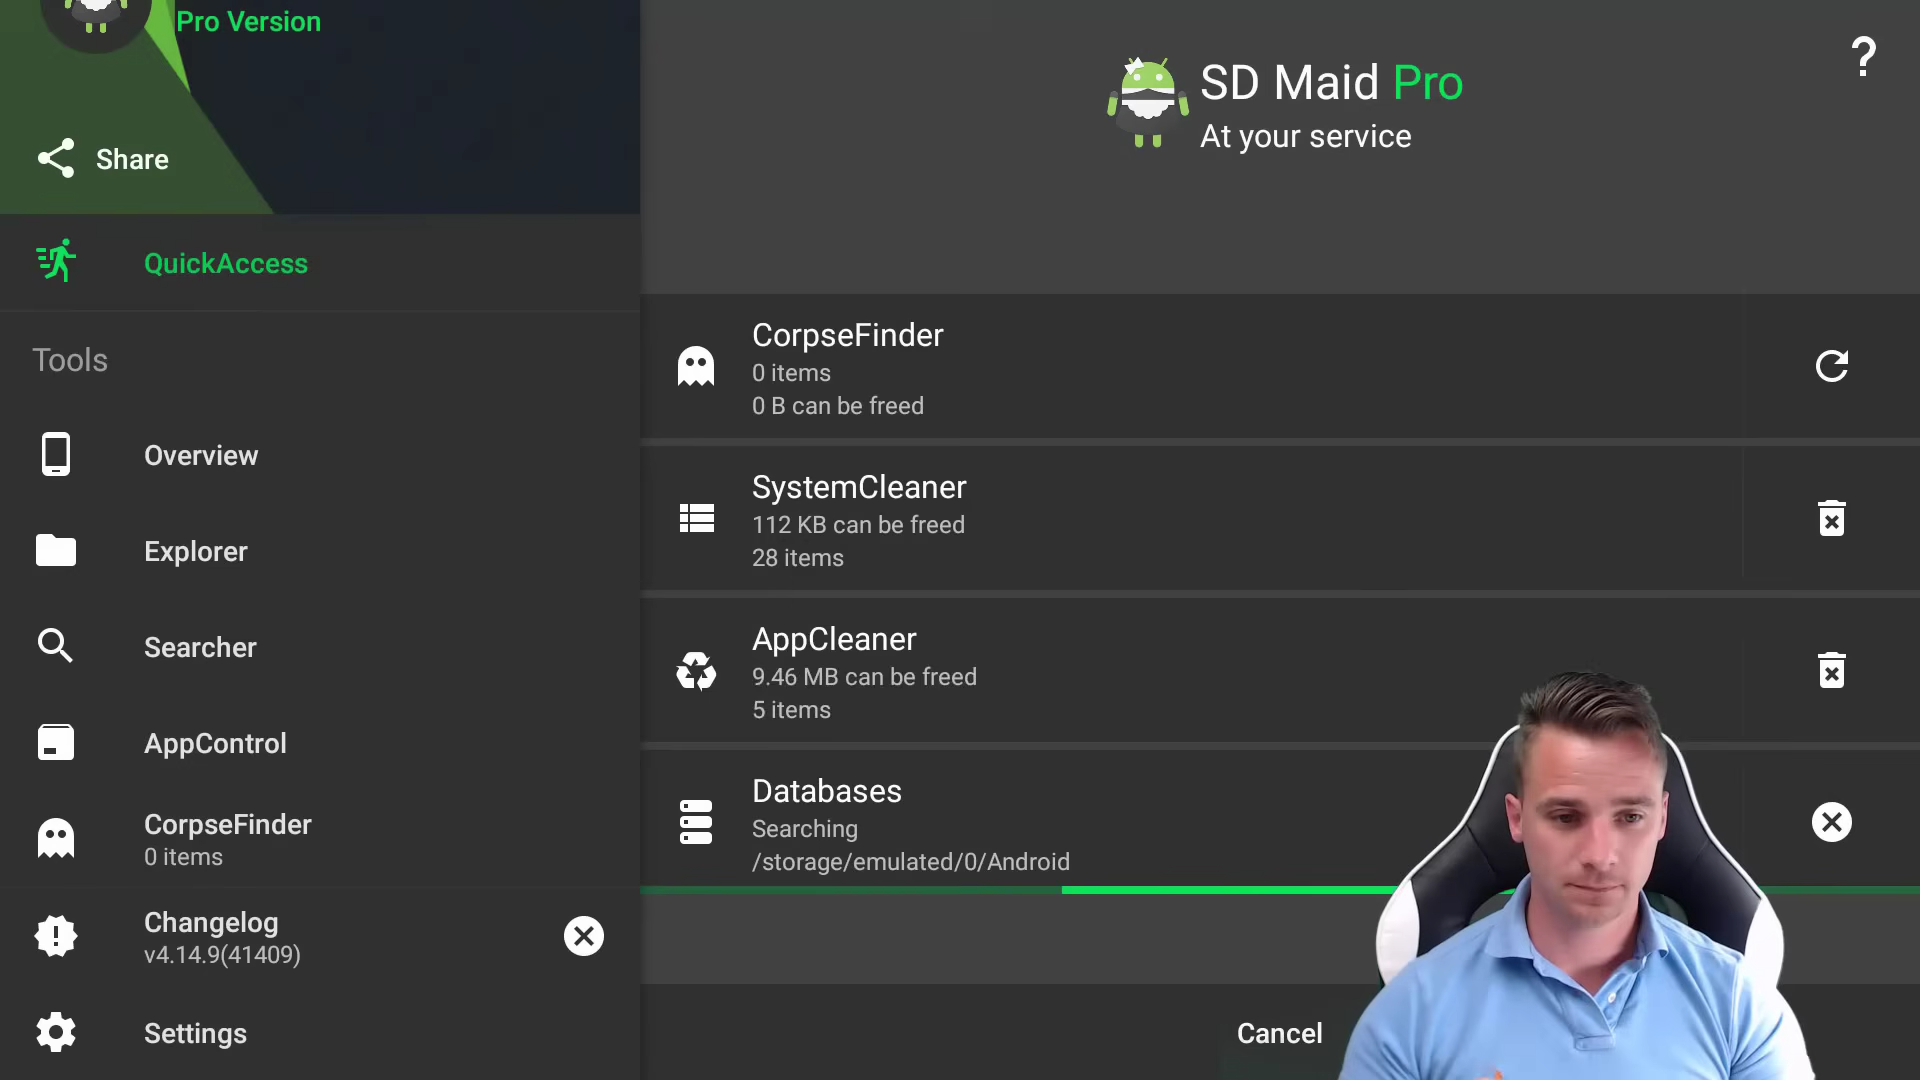 Pro Version
Share
QuickAccess
Tools
Overview
Explorer
Searcher
AppControl
CorpseFinder
0 items
Changelog
v4.14.9(41409)
Settings
SD Maid Pro
At your service
?
CorpseFinder
0 items
0 B can be freed
SystemCleaner
112 KB can be freed
28 items
AppCleaner
9.46 MB can be freed
5 items
Databases
Searching
/storage/emulated/0/Android
Cancel